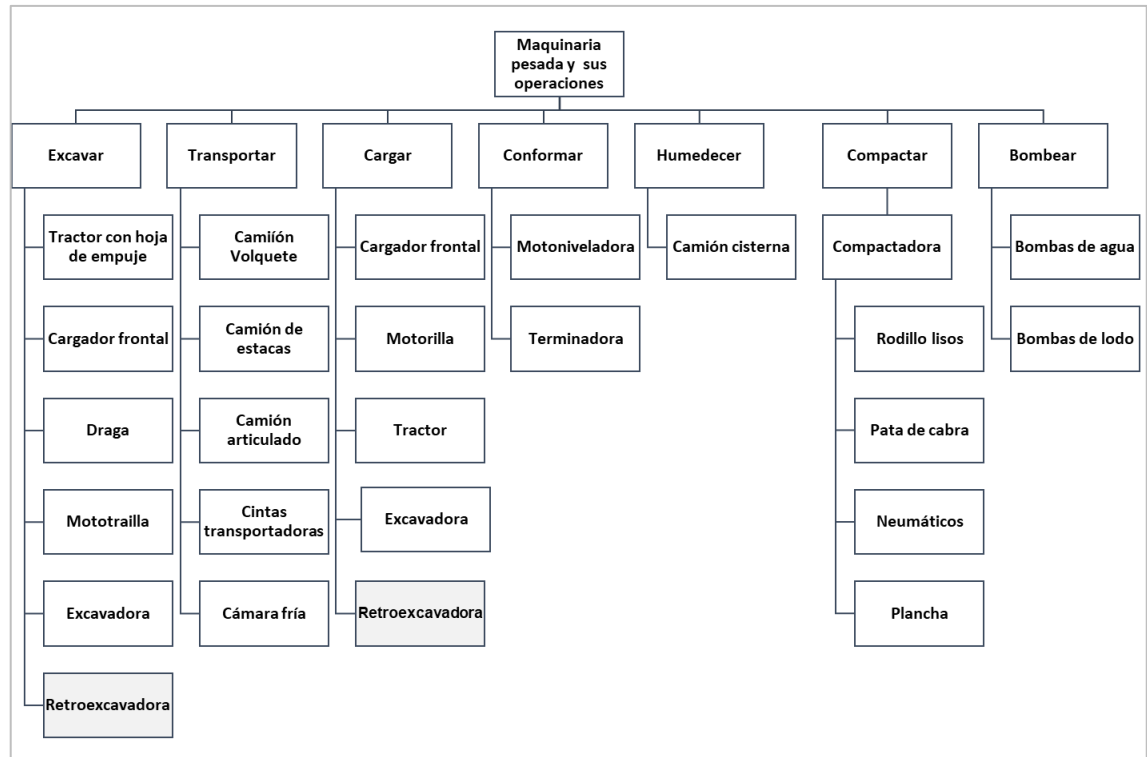 Maquinaria
pesada y sus
operaciones
Excavar
Transportar
Cargar
Conformar
Humedecer
Compactar
Bombear
Tractor con hoja
de empuje
Cargador frontal
Draga
Mototrailla
Excavadora
Retroexcavadora
Camiíón
Volquete
Camión de
estacas
Camión
articulado
Cintas
transportadoras
Cámara fría
Cargador frontal
Motorilla
Tractor
Excavadora
Retroexcavadora
Motoniveladora
Terminadora
Camión cisterna
Compactadora
Rodillo lisos
Pata de cabra
Neumáticos
Plancha
Bombas de agua
Bombas de lodo